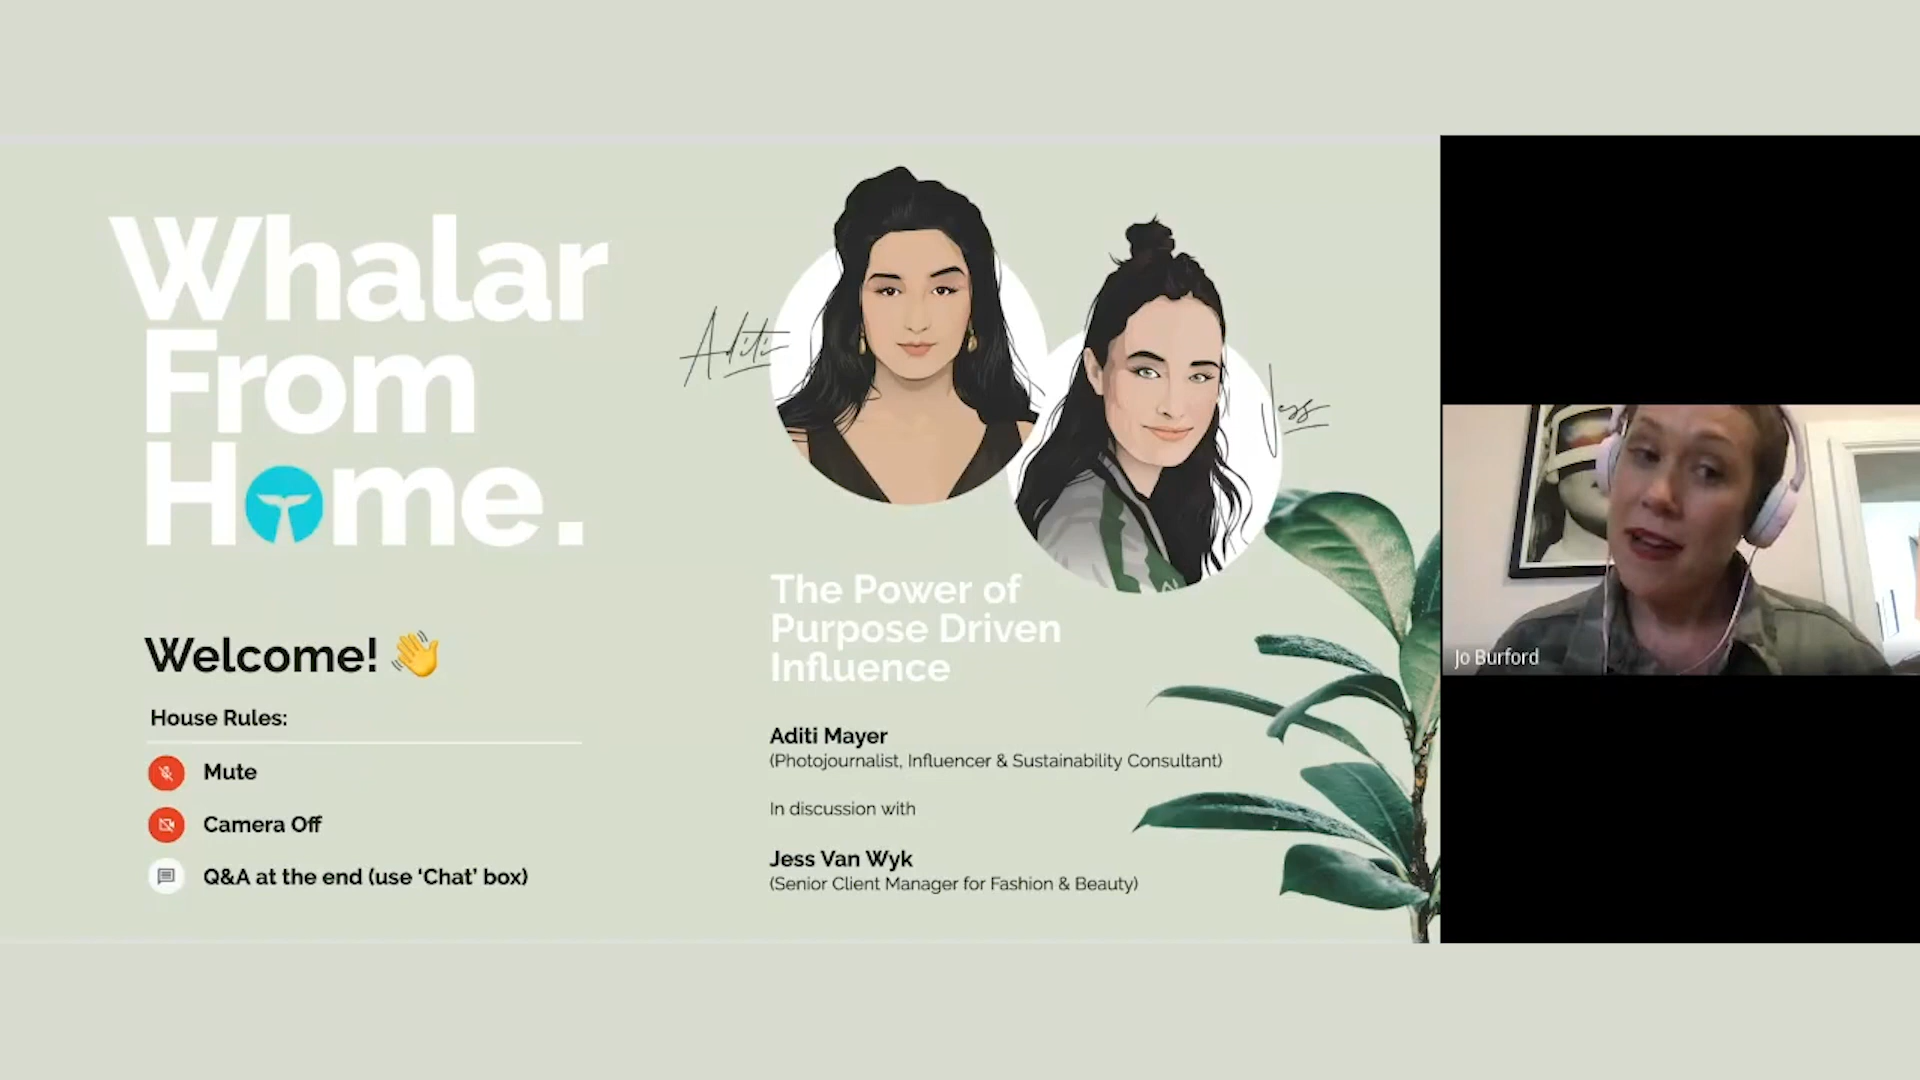 Whalar
From
Home.
Welcome! 👋
House Rules:
Mute
Camera Off
Q&A at the end (use ‘Chat’ box)
Aditi
Jess
The Power of
Purpose Driven
Influence
Aditi Mayer
(Photojournalist, Influencer & Sustainability Consultant)
In discussion with
Jess Van Wyk
(Senior Client Manager for Fashion & Beauty)
Jo Burford